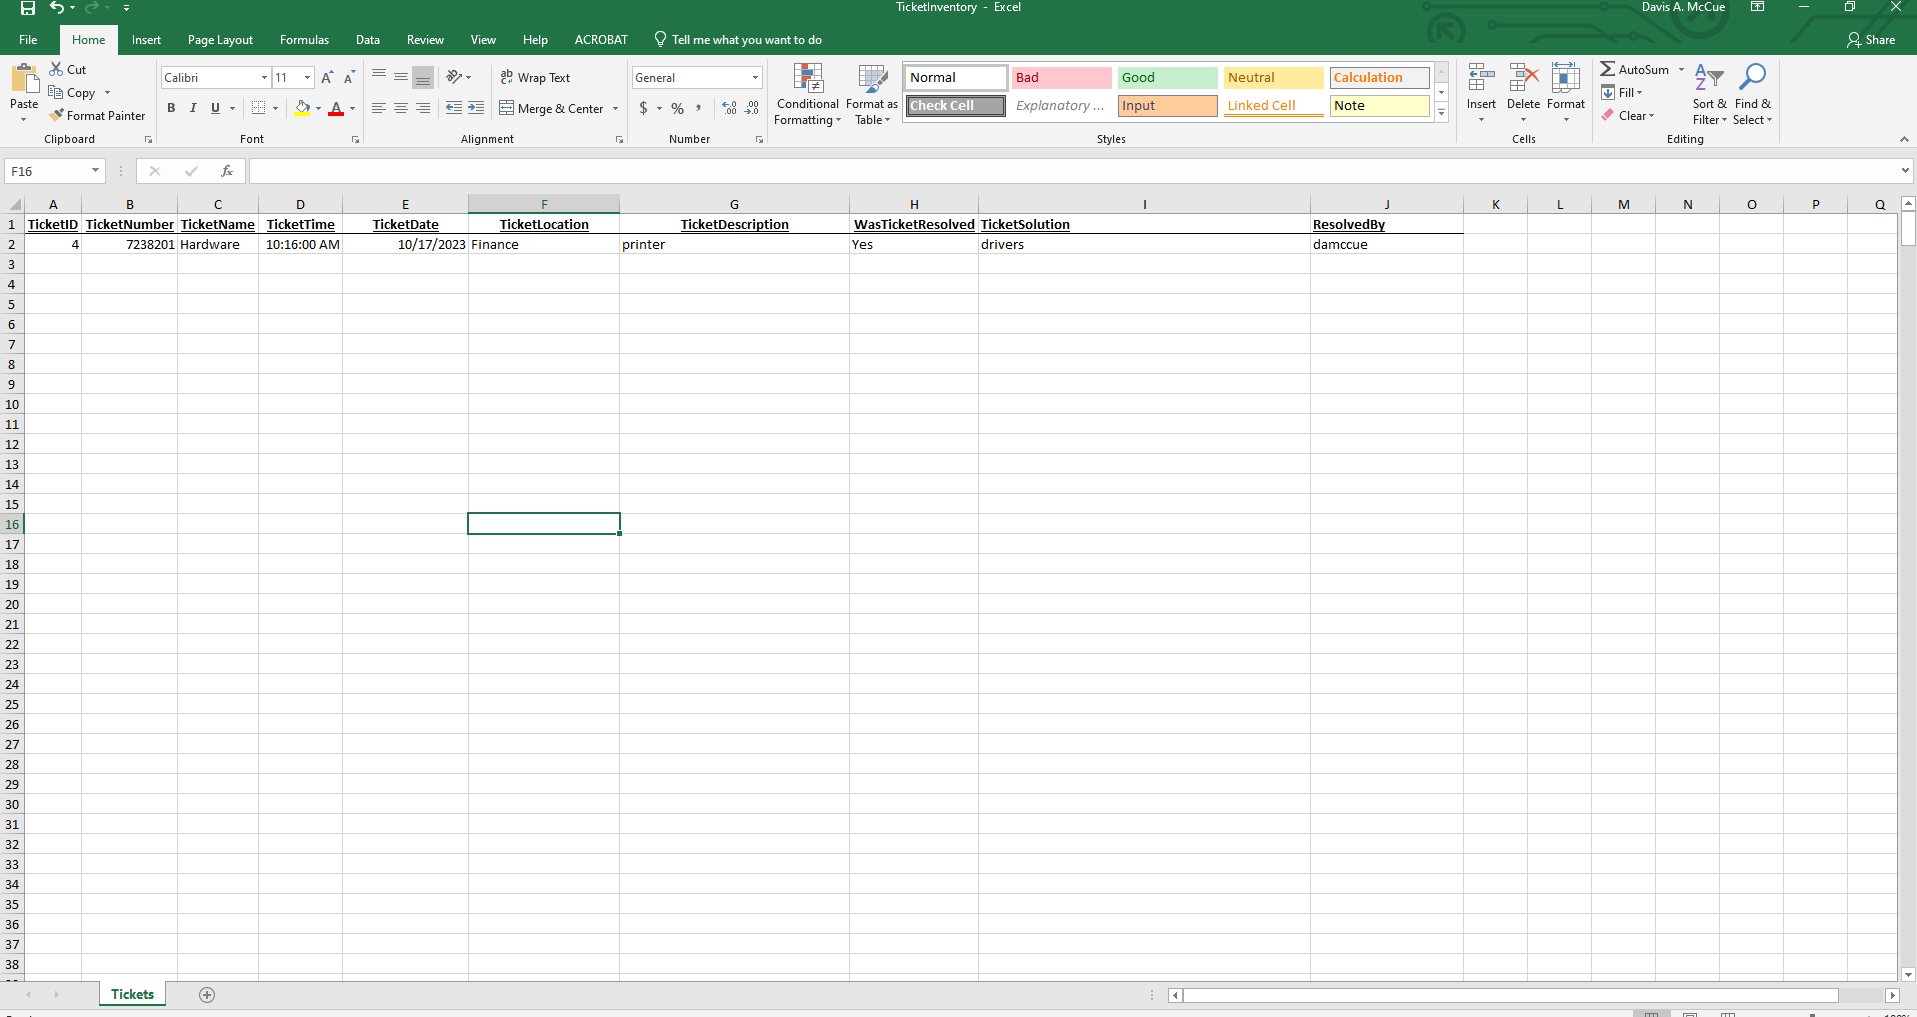 TicketInventory - Excel
Davis A. McCue
File Home Insert Page Layout Formulas Data Review View Help ACROBAT Tell me what you want to do Share
Paste
Cut
Copy
Format Painter
Clipboard
Calibri 11 A A
B I U A
Font
ab Wrap Text
Merge & Center
Alignment
General
$ % , .00 .00
Number
Conditional Formatting
Format as Table
Normal Bad Good Neutral Calculation
Check Cell Explanatory ... Input Linked Cell Note
Styles
Insert Delete Format
Cells
AutoSum
Fill
Clear
Sort & Filter
Find & Select
Editing
F16 fx
A B C D E F G H I J K L M N O P Q
1 TicketID TicketNumber TicketName TicketTime TicketDate TicketLocation TicketDescription WasTicketResolved TicketSolution ResolvedBy
2 4 7238201 Hardware 10:16:00 AM 10/17/2023 Finance printer Yes drivers damccue
3
4
5
6
7
8
9
10
11
12
13
14
15
16
17
18
19
20
21
22
23
24
25
26
27
28
29
30
31
32
33
34
35
36
37
38
Tickets